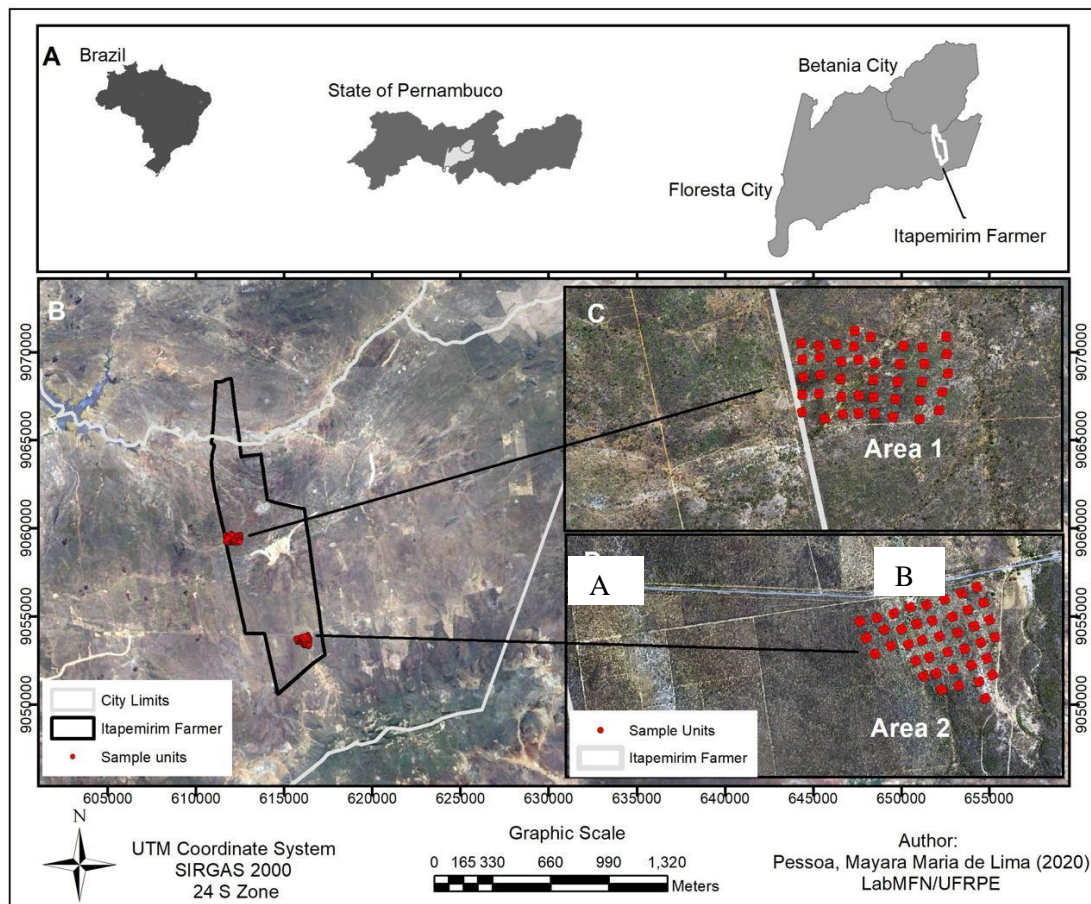 A
Brazil
State of Pernambuco
Betania City
Floresta City
Itapemirim Farmer
B
C
Area 1
A
B
Area 2
City Limits
Itapemirim Farmer
Sample units
Sample Units
Itapemirim Farmer
9070000
9065000
9060000
9055000
9050000
9070000
9065000
9060000
9055000
9050000
605000
610000
615000
620000
625000
630000
635000
640000
645000
650000
655000
N
UTM Coordinate System
SIRGAS 2000
24 S Zone
Graphic Scale
0 165 330 660 990 1,320
Meters
Author:
Pessoa, Mayara Maria de Lima (2020)
LabMFN/UFRPE